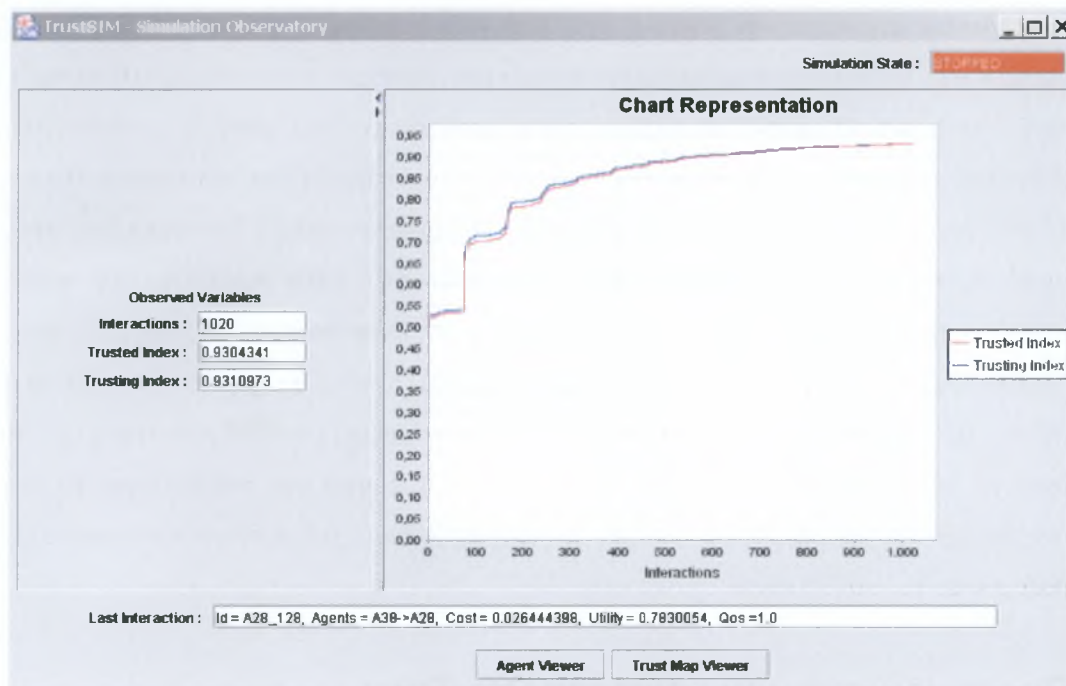 TrustSIM - Simulation Observatory
Simulation State : STOPPED
Chart Representation
0,95
0,90
0,85
0,80
0,75
0,70
0,65
0,60
0,55
0,50
0,45
0,40
0,35
0,30
0,25
0,20
0,15
0,10
0,05
0,00
0 100 200 300 400 500 600 700 800 900 1.000
Interactions
Observed Variables
Interactions : 1020
Trusted Index : 0.9304341
Trusting Index : 0.9310973
Trusted Index
Trusting Index
Last Interaction : Id = A28_128, Agents = A38->A28, Cost = 0.026444398, Utility = 0.7830054, Qos =1.0
Agent Viewer Trust Map Viewer